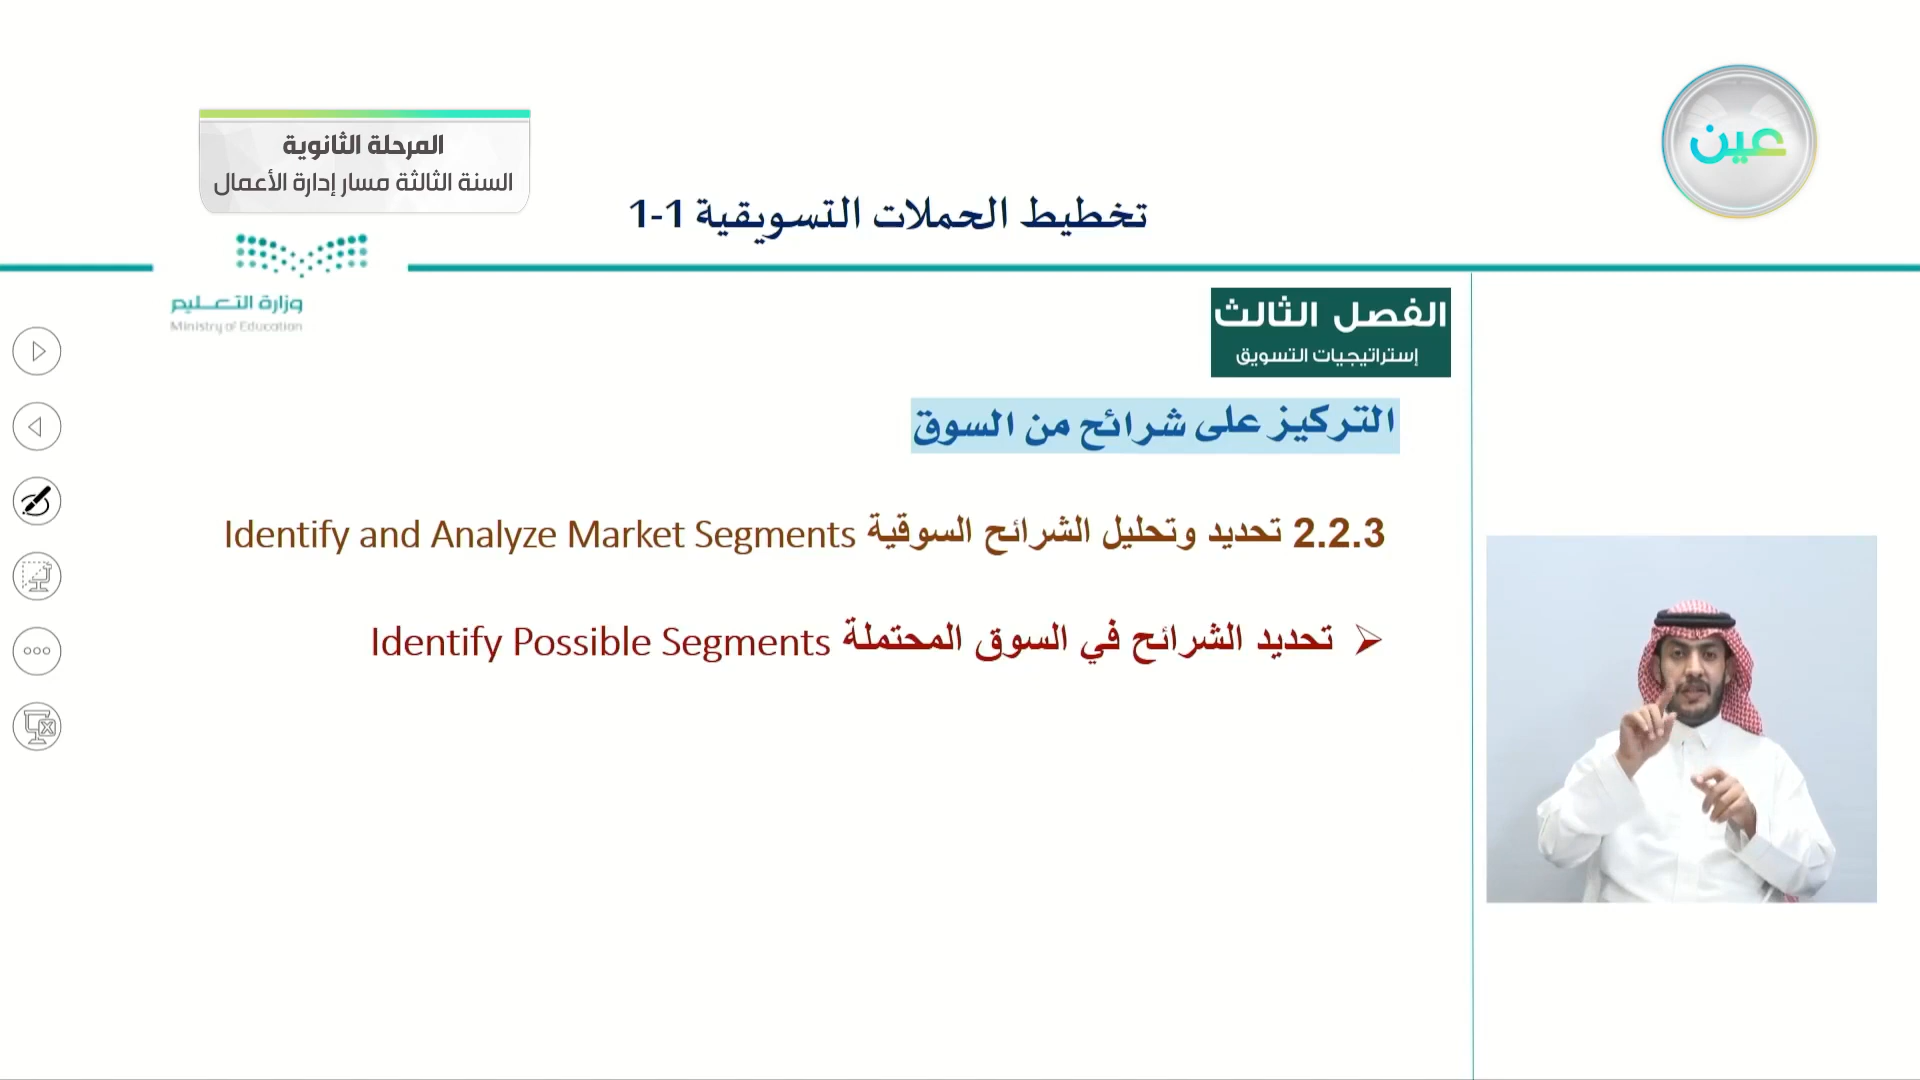 المرحلة الثانوية
السنة الثالثة مسار إدارة الأعمال
عين
تخطيط الحملات التسويقية 1-1
وزارة التعليم
Ministry of Education
الفصل الثالث
إستراتيجيات التسويق
التركيز على شرائح من السوق
2.2.3 تحديد وتحليل الشرائح السوقية Identify and Analyze Market Segments
تحديد الشرائح في السوق المحتملة Identify Possible Segments